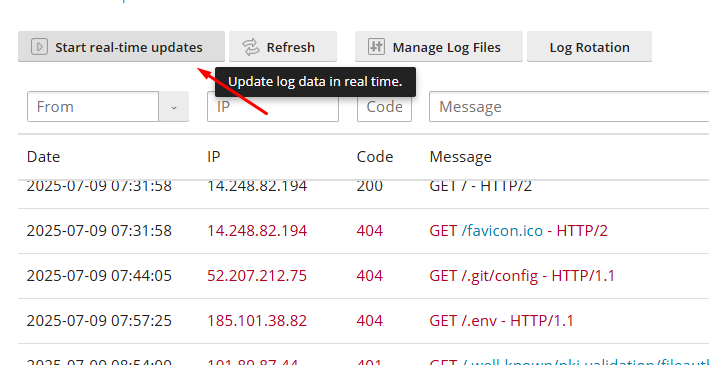 Start real-time updates Refresh Manage Log Files Log Rotation
Update log data in real time.
From IP Code Message
Date IP Code Message
2025-07-09 07:31:58 14.248.82.194 200 GET / - HTTP/2
2025-07-09 07:31:58 14.248.82.194 404 GET /favicon.ico - HTTP/2
2025-07-09 07:44:05 52.207.212.75 404 GET /.git/config - HTTP/1.1
2025-07-09 07:57:25 185.101.38.82 404 GET /.env - HTTP/1.1
2025-07-09 08:54:09 101.89.87.44 401 GET /.well-known/pki-validation/fileauth